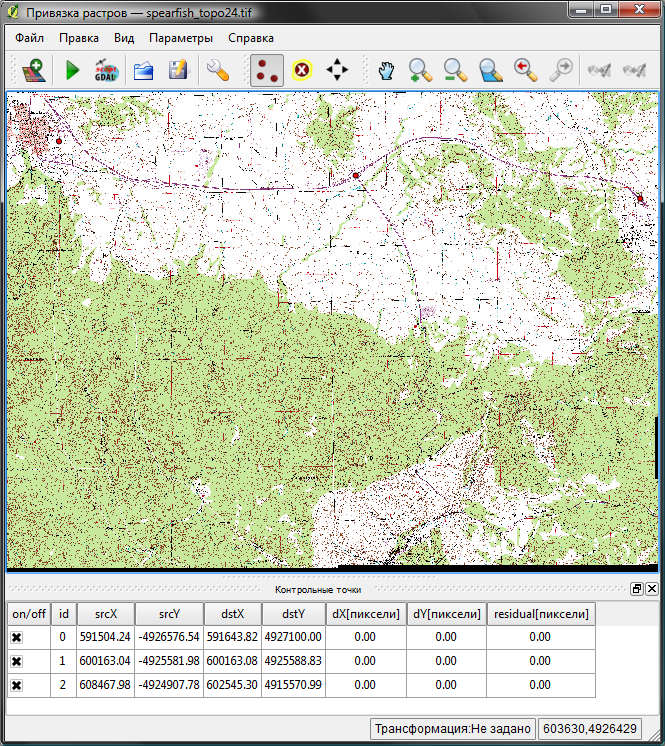 Привязка растров — spearfish_topo24.tif
Файл Правка Вид Параметры Справка
SCRIPT GDAL
Контрольные точки
on/off id srcX srcY dstX dstY dX[пиксели] dY[пиксели] residual[пиксели]
0 591504.24 -4926576.54 591643.82 4927100.00 0.00 0.00 0.00
1 600163.04 -4925581.98 600163.08 4925588.83 0.00 0.00 0.00
2 608467.98 -4924907.78 602545.30 4915570.99 0.00 0.00 0.00
Трансформация:Не задано 603630,4926429